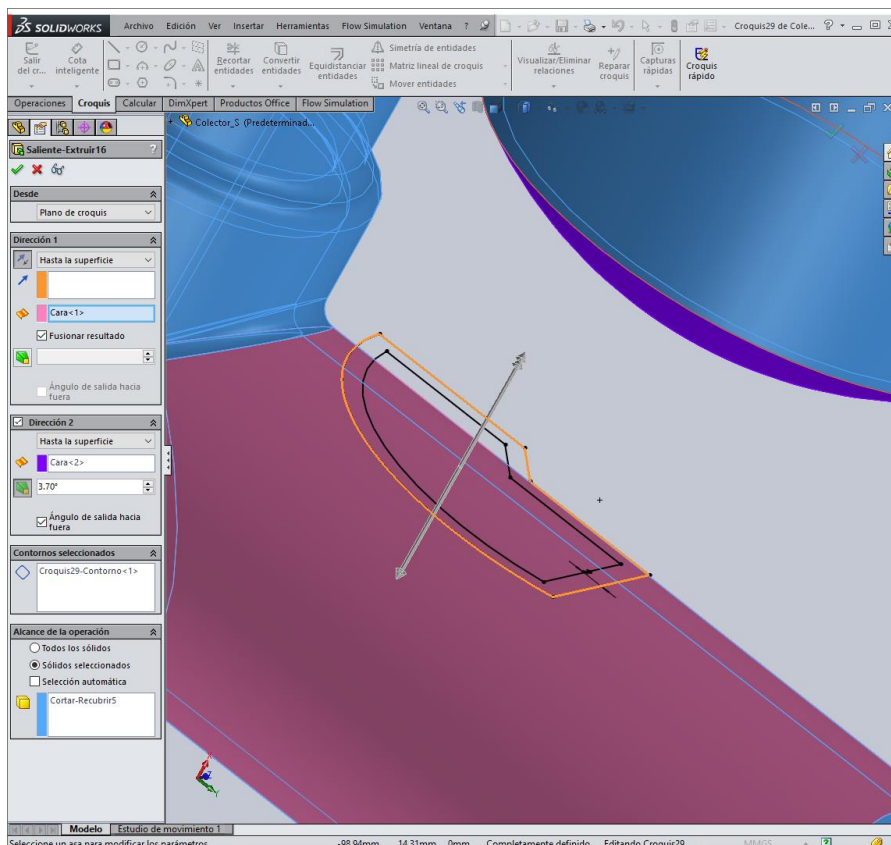 SOLIDWORKS Archivo Edición Ver Insertar Herramientas Flow Simulation Ventana ? Croquis29 de Cole...
Salir del cr...
Cota inteligente
Recortar entidades
Convertir entidades
Equidistanciar entidades
Simetría de entidades
Matriz lineal de croquis
Mover entidades
Visualizar/Eliminar relaciones
Reparar croquis
Capturas rápidas
Croquis rápido
Operaciones Croquis Calcular DimXpert Productos Office Flow Simulation
Colector_S (Predeterminad...
Saliente-Extruir16 ?
Desde
Plano de croquis
Dirección 1
Hasta la superficie
Cara<1>
Fusionar resultado
Ángulo de salida hacia
fuera
Dirección 2
Hasta la superficie
Cara<2>
3.70°
Ángulo de salida hacia
fuera
Contornos seleccionados
Croquis29-Contorno<1>
Alcance de la operación
Todos los sólidos
Sólidos seleccionados
Selección automática
Cortar-Recubrir5
Modelo Estudio de movimiento 1
Seleccione un asa para modificar los parámetros -98.94mm 14.31mm 0mm Completamente definido Editando Croquis29 MMGS ?